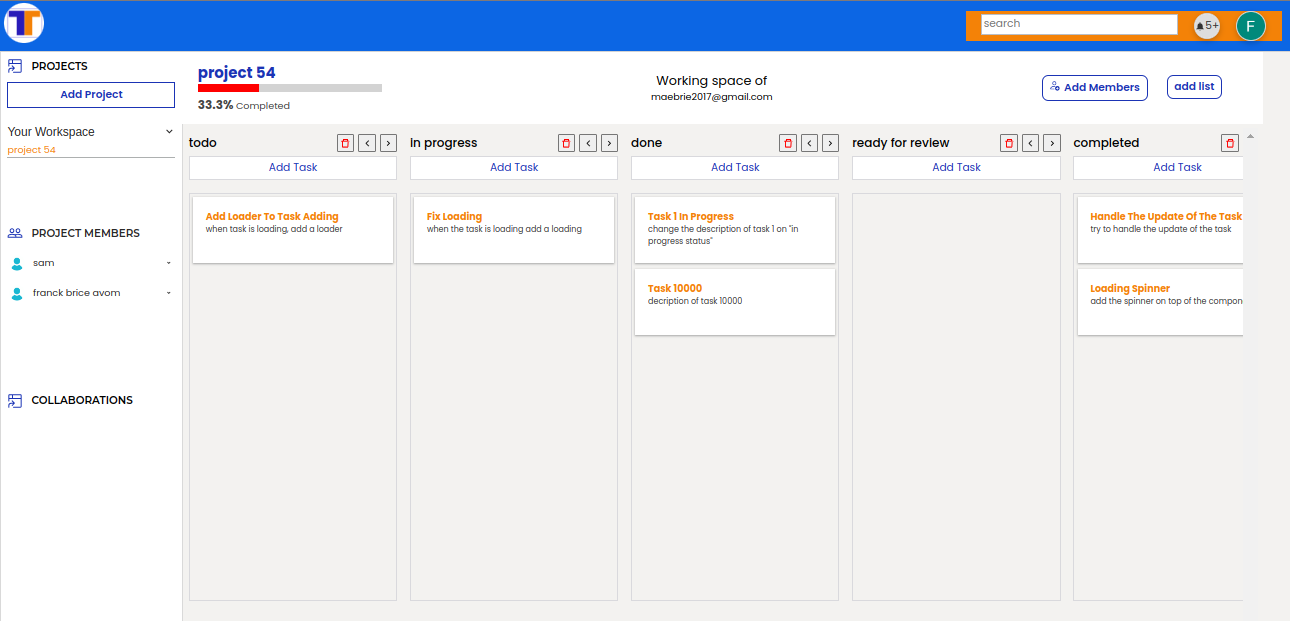 TT
search
5+
F
PROJECTS
Add Project
Your Workspace
project 54
PROJECT MEMBERS
sam
franck brice avom
COLLABORATIONS
project 54
33.3% Completed
Working space of
maebrie2017@gmail.com
Add Members
add list
todo
Add Task
Add Loader To Task Adding
when task is loading, add a loader
In progress
Add Task
Fix Loading
when the task is loading add a loading
done
Add Task
Task 1 In Progress
change the description of task 1 on "in
progress status"
Task 10000
decription of task 10000
ready for review
Add Task
completed
Add Task
Handle The Update Of The Task
try to handle the update of the task
Loading Spinner
add the spinner on top of the compon